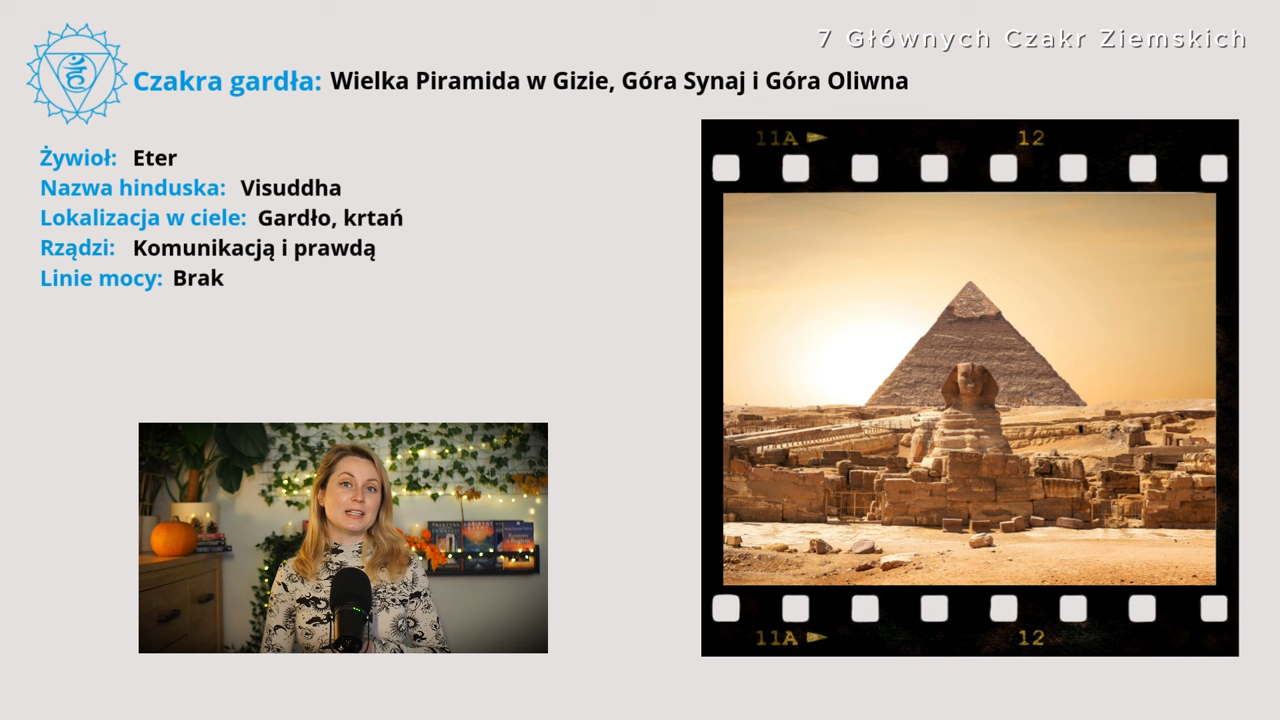 7 Głównych Czakr Ziemskich
Czakra gardła: Wielka Piramida w Gizie, Góra Synaj i Góra Oliwna
Żywioł: Eter
Nazwa hinduska: Visuddha
Lokalizacja w ciele: Gardło, krtań
Rządzi: Komunikacją i prawdą
Linie mocy: Brak
11A 12
11A 12